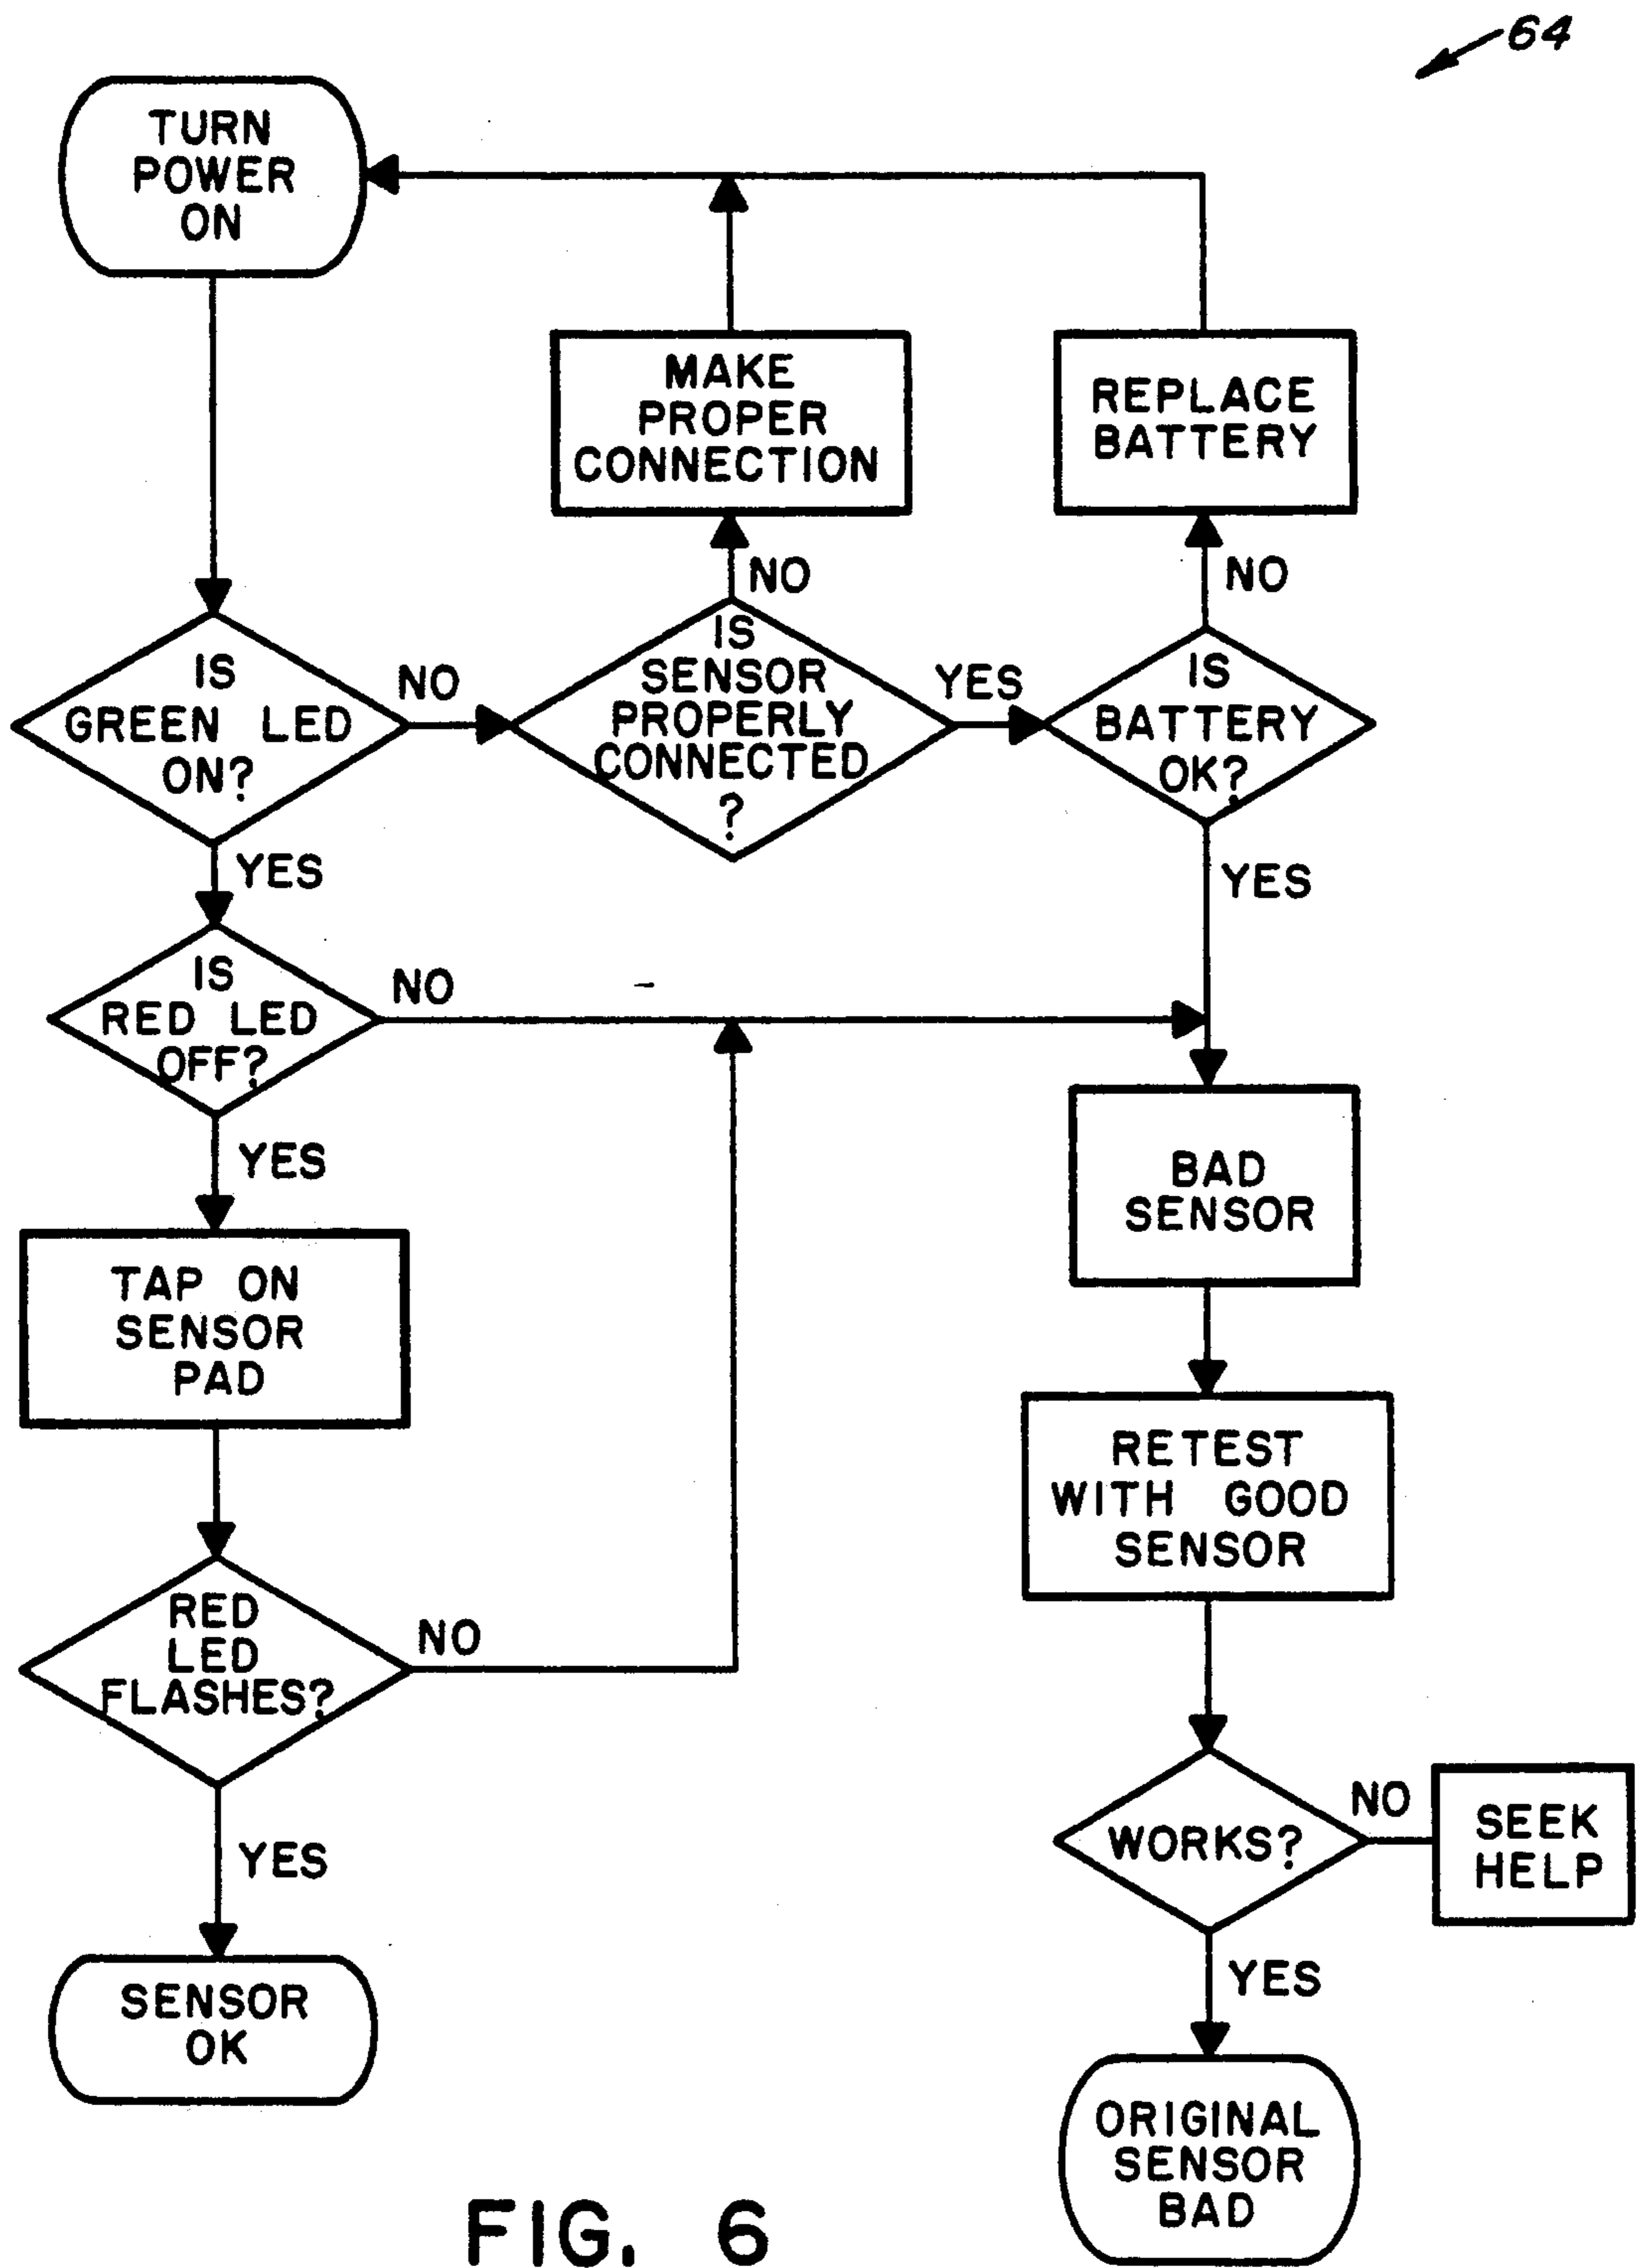 64
TURN
POWER
ON
MAKE
PROPER
CONNECTION
REPLACE
BATTERY
NO
NO
IS
GREEN LED
ON?
NO
IS
SENSOR
PROPERLY
CONNECTED
?
YES
IS
BATTERY
OK?
YES
YES
IS
RED LED
OFF?
NO
YES
BAD
SENSOR
TAP ON
SENSOR
PAD
RETEST
WITH GOOD
SENSOR
RED
LED
FLASHES?
NO
WORKS?
NO
SEEK
HELP
YES
YES
SENSOR
OK
ORIGINAL
SENSOR
BAD
FIG. 6